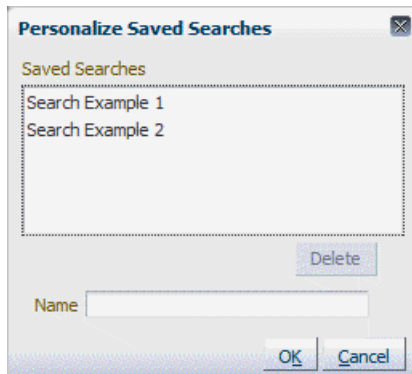 Personalize Saved Searches
Saved Searches
Search Example 1
Search Example 2
Delete
Name
OK Cancel